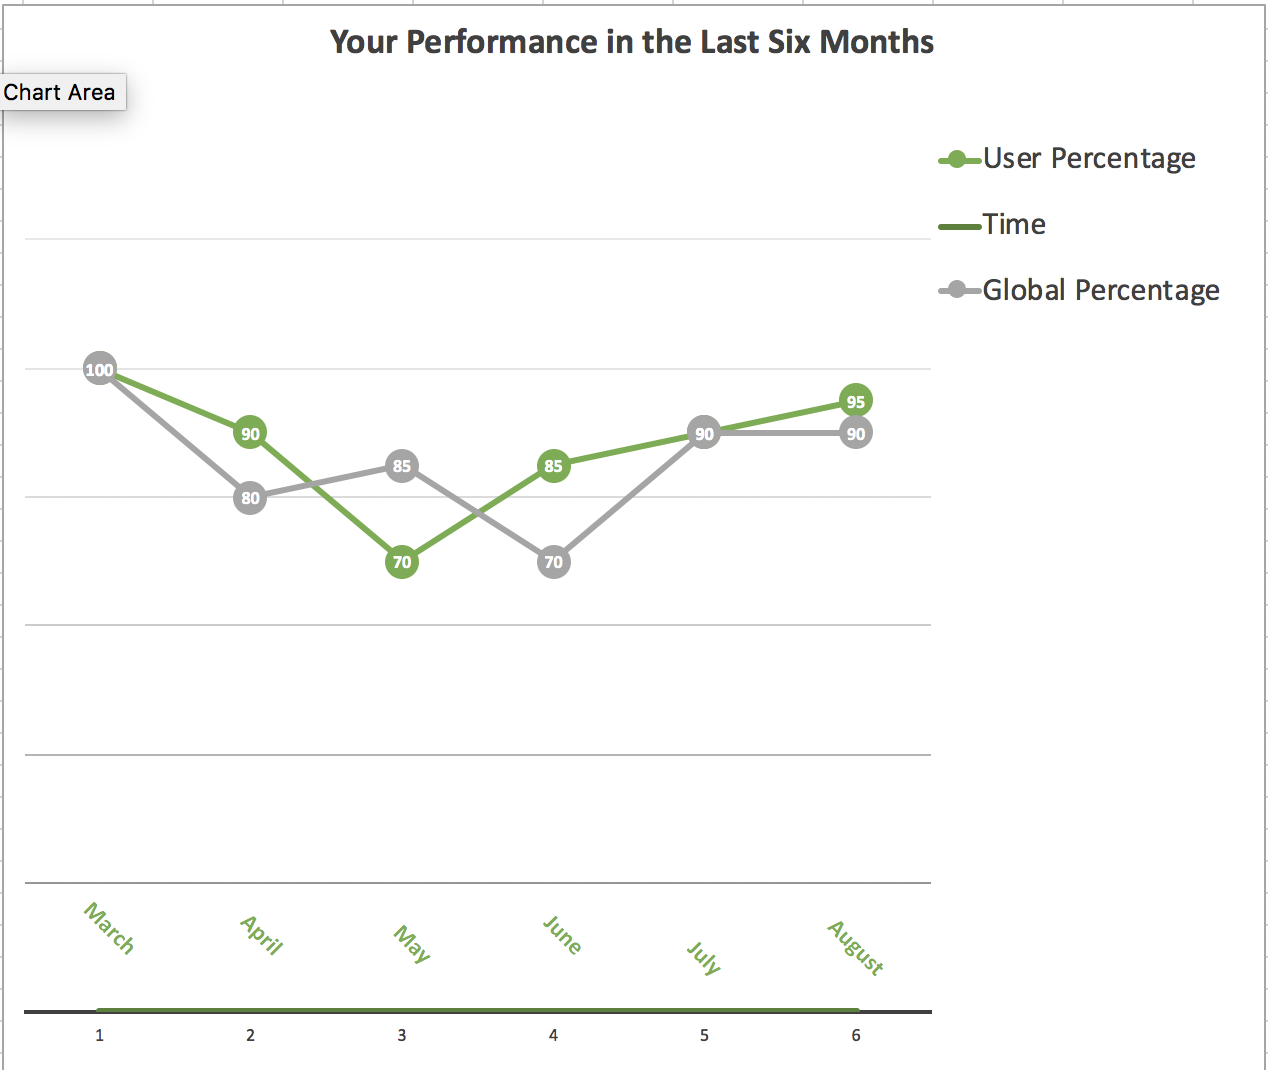 Your Performance in the Last Six Months
Chart Area
User Percentage
Time
Global Percentage
100
95
90
90
90
85
85
80
70
70
March
April
May
June
July
August
1 2 3 4 5 6